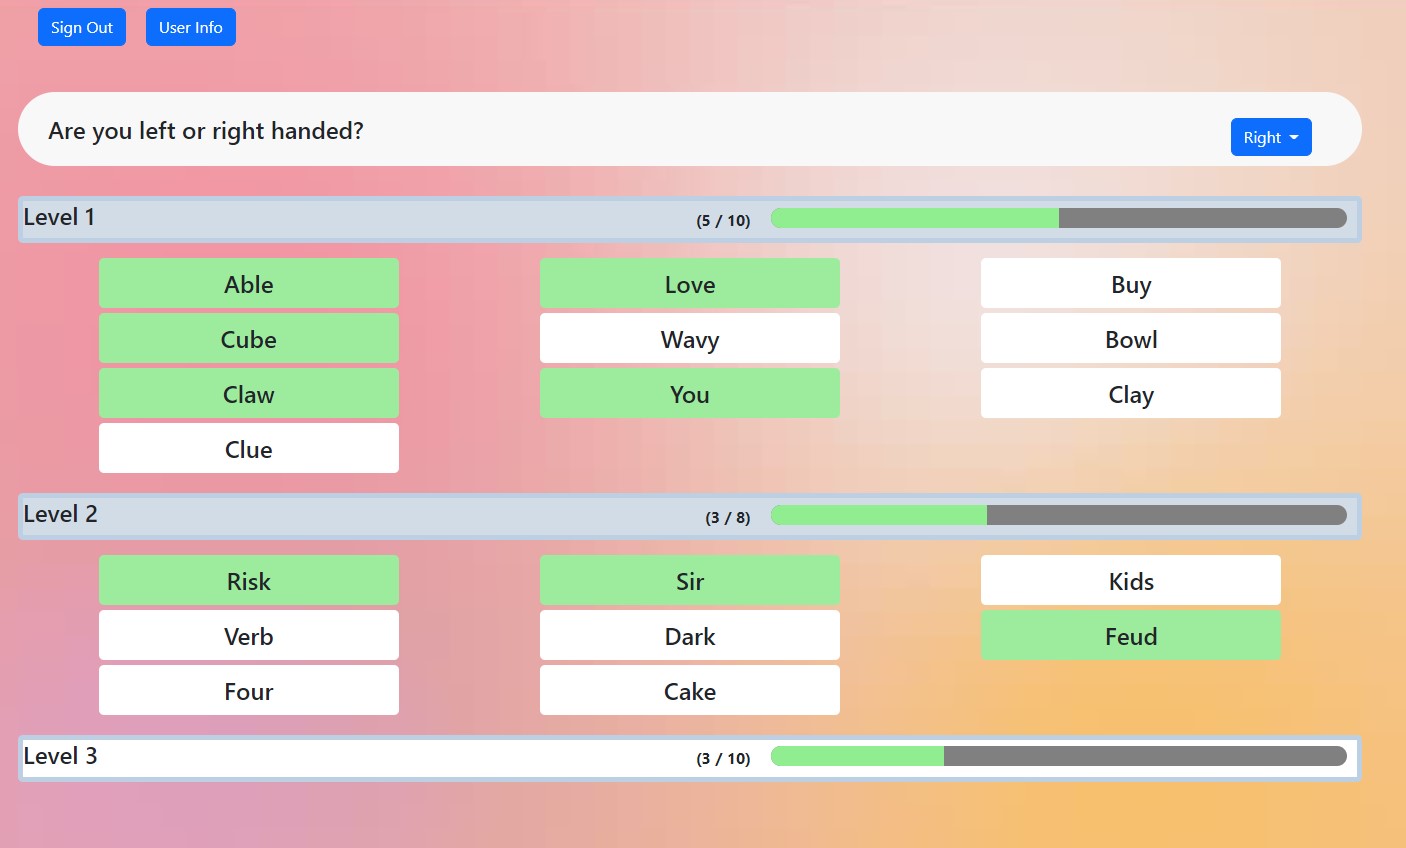 Sign Out User Info
Are you left or right handed? Right
Level 1 (5 / 10)
Able Love Buy
Cube Wavy Bowl
Claw You Clay
Clue
Level 2 (3 / 8)
Risk Sir Kids
Verb Dark Feud
Four Cake
Level 3 (3 / 10)